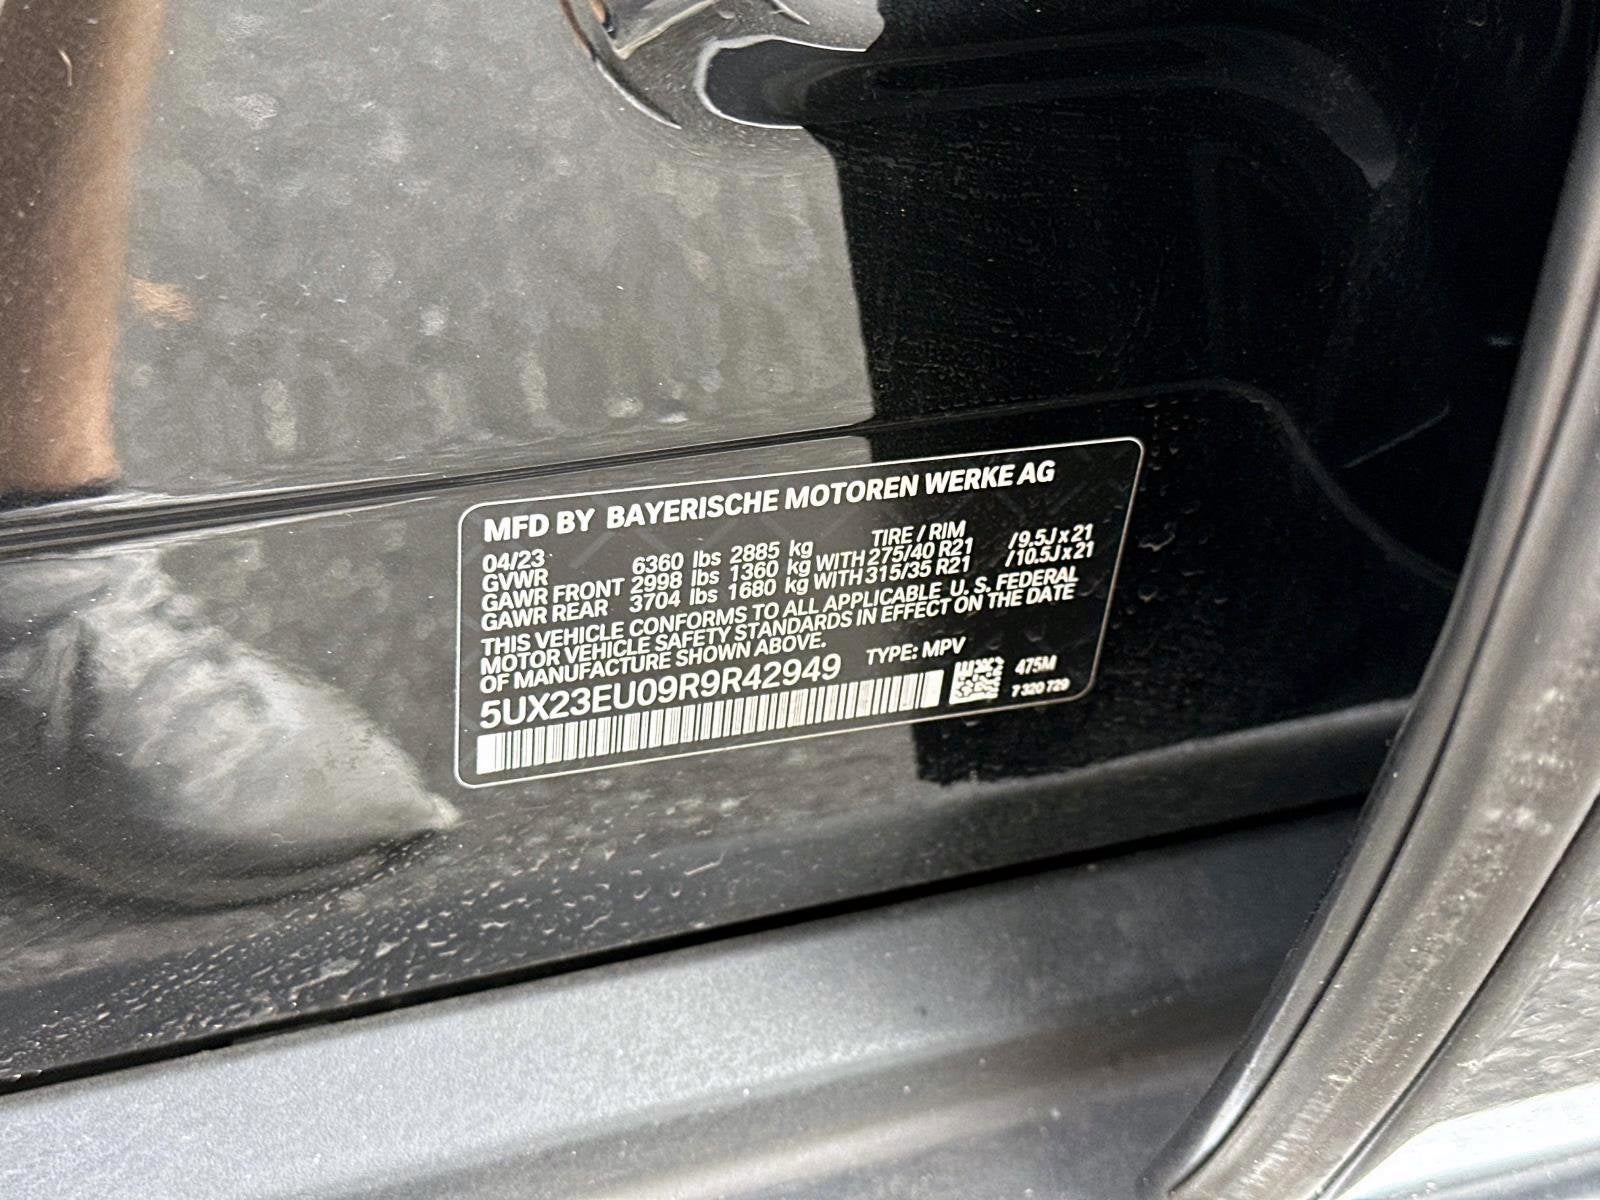 MFD BY BAYERISCHE MOTOREN WERKE AG
04/23 TIRE / RIM
GVWR 6360 lbs 2885 kg
GAWR FRONT 2998 lbs 1360 kg WITH 275/40 R21 /9.5J x 21
GAWR REAR 3704 lbs 1680 kg WITH 315/35 R21 /10.5J x 21
THIS VEHICLE CONFORMS TO ALL APPLICABLE U. S. FEDERAL
MOTOR VEHICLE SAFETY STANDARDS IN EFFECT ON THE DATE
OF MANUFACTURE SHOWN ABOVE.
5UX23EU09R9R42949 TYPE: MPV
475M
7 320 729